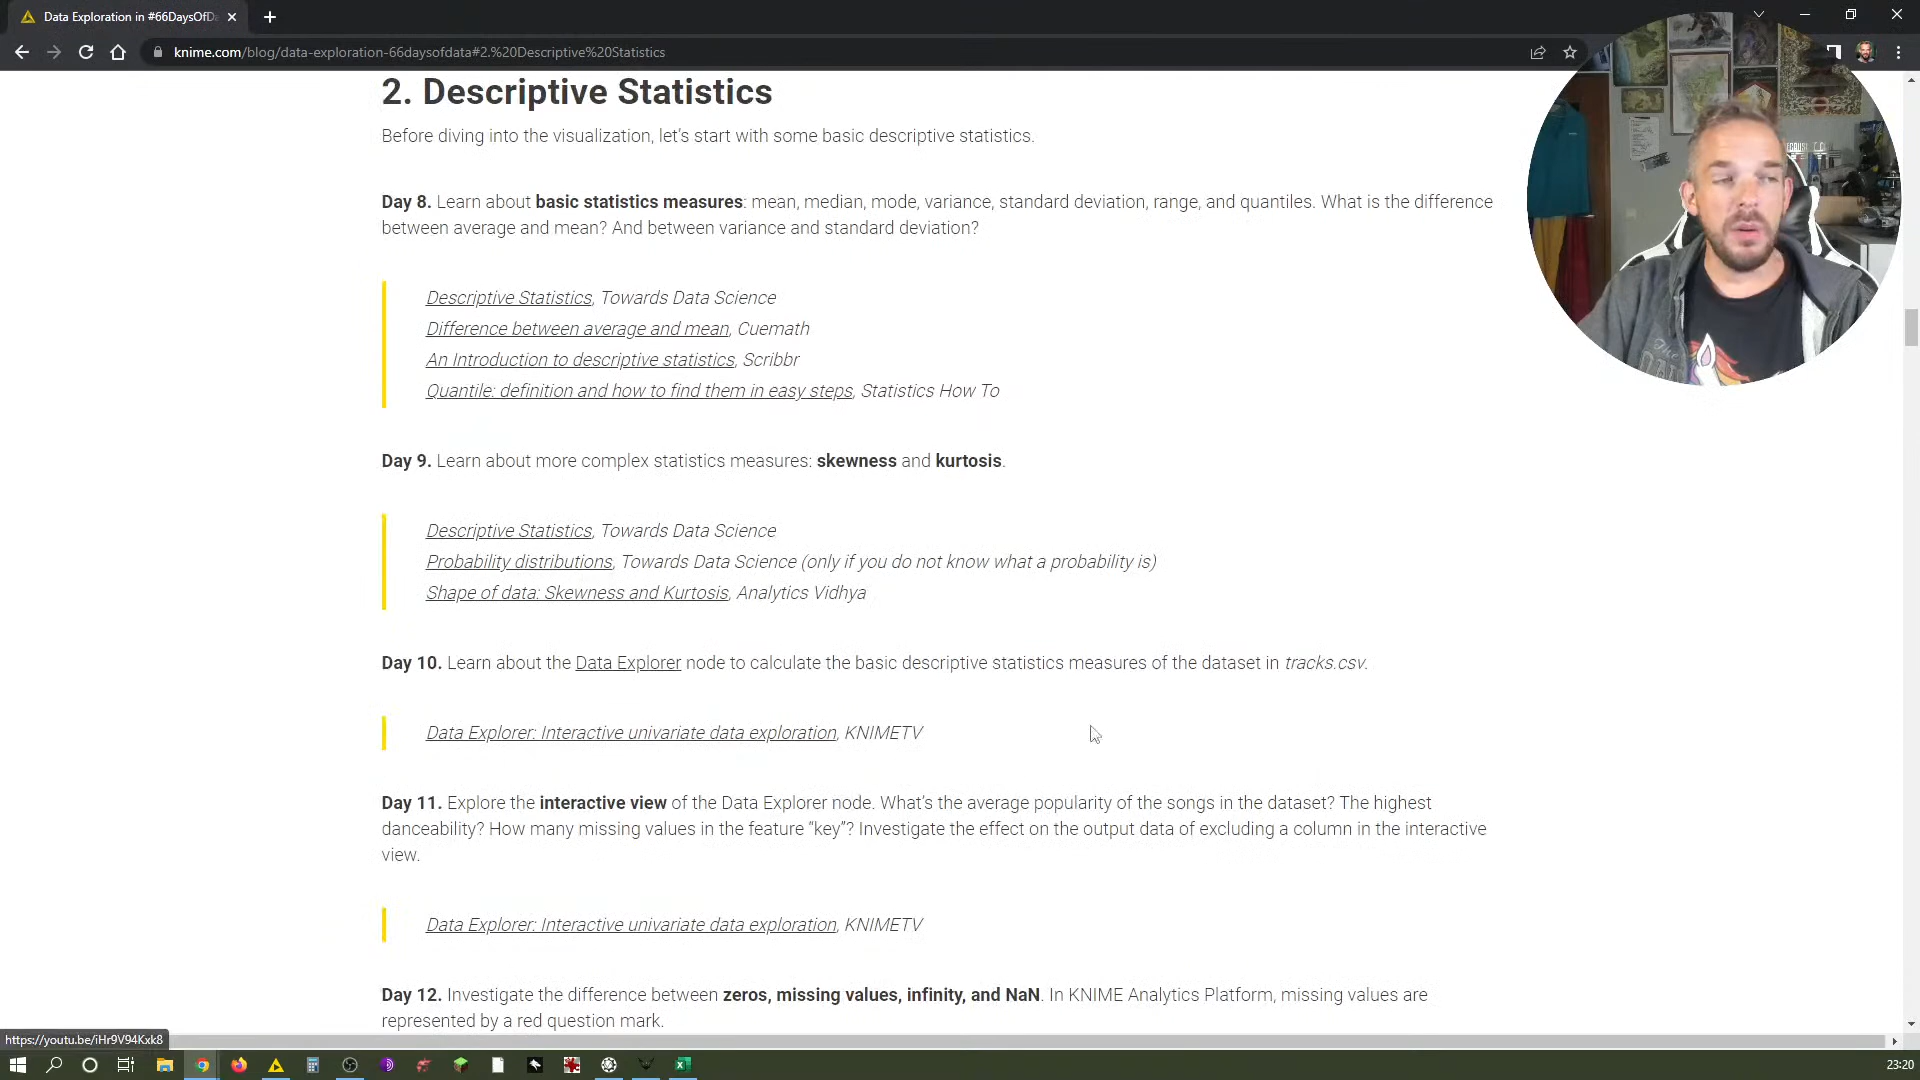 Data Exploration in #66DaysOfDa
knime.com/blog/data-exploration-66daysofdata#2.%20Descriptive%20Statistics
2. Descriptive Statistics
Before diving into the visualization, let's start with some basic descriptive statistics.
Day 8. Learn about basic statistics measures: mean, median, mode, variance, standard deviation, range, and quantiles. What is the difference
between average and mean? And between variance and standard deviation?
Descriptive Statistics, Towards Data Science
Difference between average and mean, Cuemath
An Introduction to descriptive statistics, Scribbr
Quantile: definition and how to find them in easy steps, Statistics How To
Day 9. Learn about more complex statistics measures: skewness and kurtosis.
Descriptive Statistics, Towards Data Science
Probability distributions, Towards Data Science (only if you do not know what a probability is)
Shape of data: Skewness and Kurtosis, Analytics Vidhya
Day 10. Learn about the Data Explorer node to calculate the basic descriptive statistics measures of the dataset in tracks.csv.
Data Explorer: Interactive univariate data exploration, KNIMETV
Day 11. Explore the interactive view of the Data Explorer node. What's the average popularity of the songs in the dataset? The highest
danceability? How many missing values in the feature “key”? Investigate the effect on the output data of excluding a column in the interactive
view.
Data Explorer: Interactive univariate data exploration, KNIMETV
Day 12. Investigate the difference between zeros, missing values, infinity, and NaN. In KNIME Analytics Platform, missing values are
represented by a red question mark.
https://youtu.be/iHr9V94Kxk8
23:20